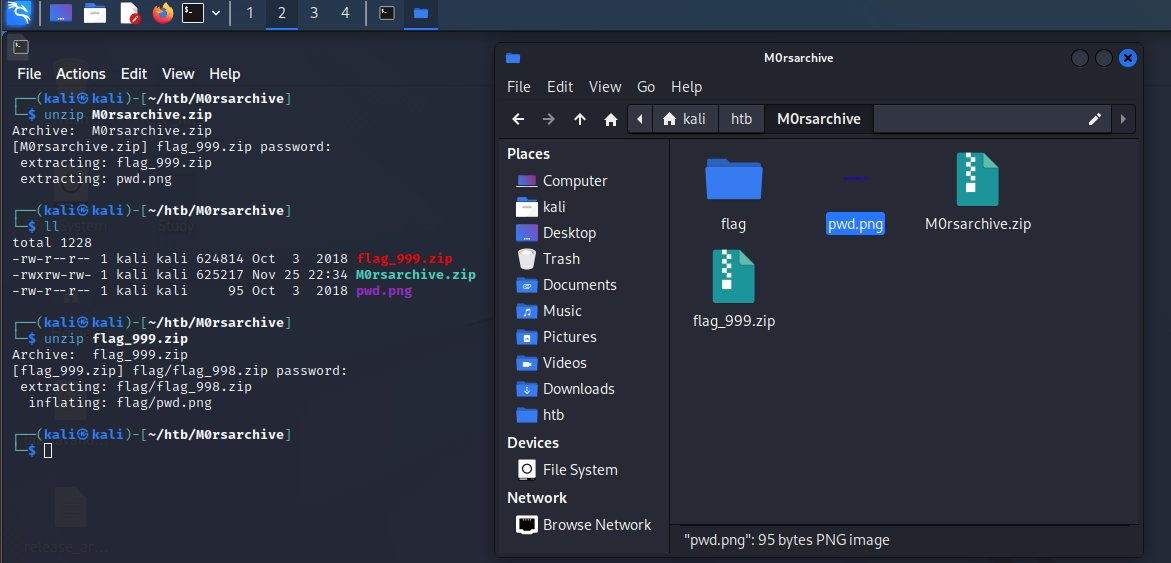 1 2 3 4
File Actions Edit View Help
┌──(kali㉿kali)-[~/htb/M0rsarchive]
└─$ unzip M0rsarchive.zip
Archive:  M0rsarchive.zip
[M0rsarchive.zip] flag_999.zip password:
 extracting: flag_999.zip
 extracting: pwd.png
┌──(kali㉿kali)-[~/htb/M0rsarchive]
└─$ ll
total 1228
-rw-r--r-- 1 kali kali 624814 Oct  3  2018 flag_999.zip
-rwxrw-rw- 1 kali kali 625217 Nov 25 22:34 M0rsarchive.zip
-rw-r--r-- 1 kali kali     95 Oct  3  2018 pwd.png
┌──(kali㉿kali)-[~/htb/M0rsarchive]
└─$ unzip flag_999.zip
Archive:  flag_999.zip
[flag_999.zip] flag/flag_998.zip password:
 extracting: flag/flag_998.zip
  inflating: flag/pwd.png
┌──(kali㉿kali)-[~/htb/M0rsarchive]
└─$
release_ar...
M0rsarchive
File Edit View Go Help
kali htb M0rsarchive
Places
Computer
kali
Desktop
Trash
Documents
Music
Pictures
Videos
Downloads
htb
Devices
File System
Network
Browse Network
flag pwd.png M0rsarchive.zip
flag_999.zip
"pwd.png": 95 bytes PNG image